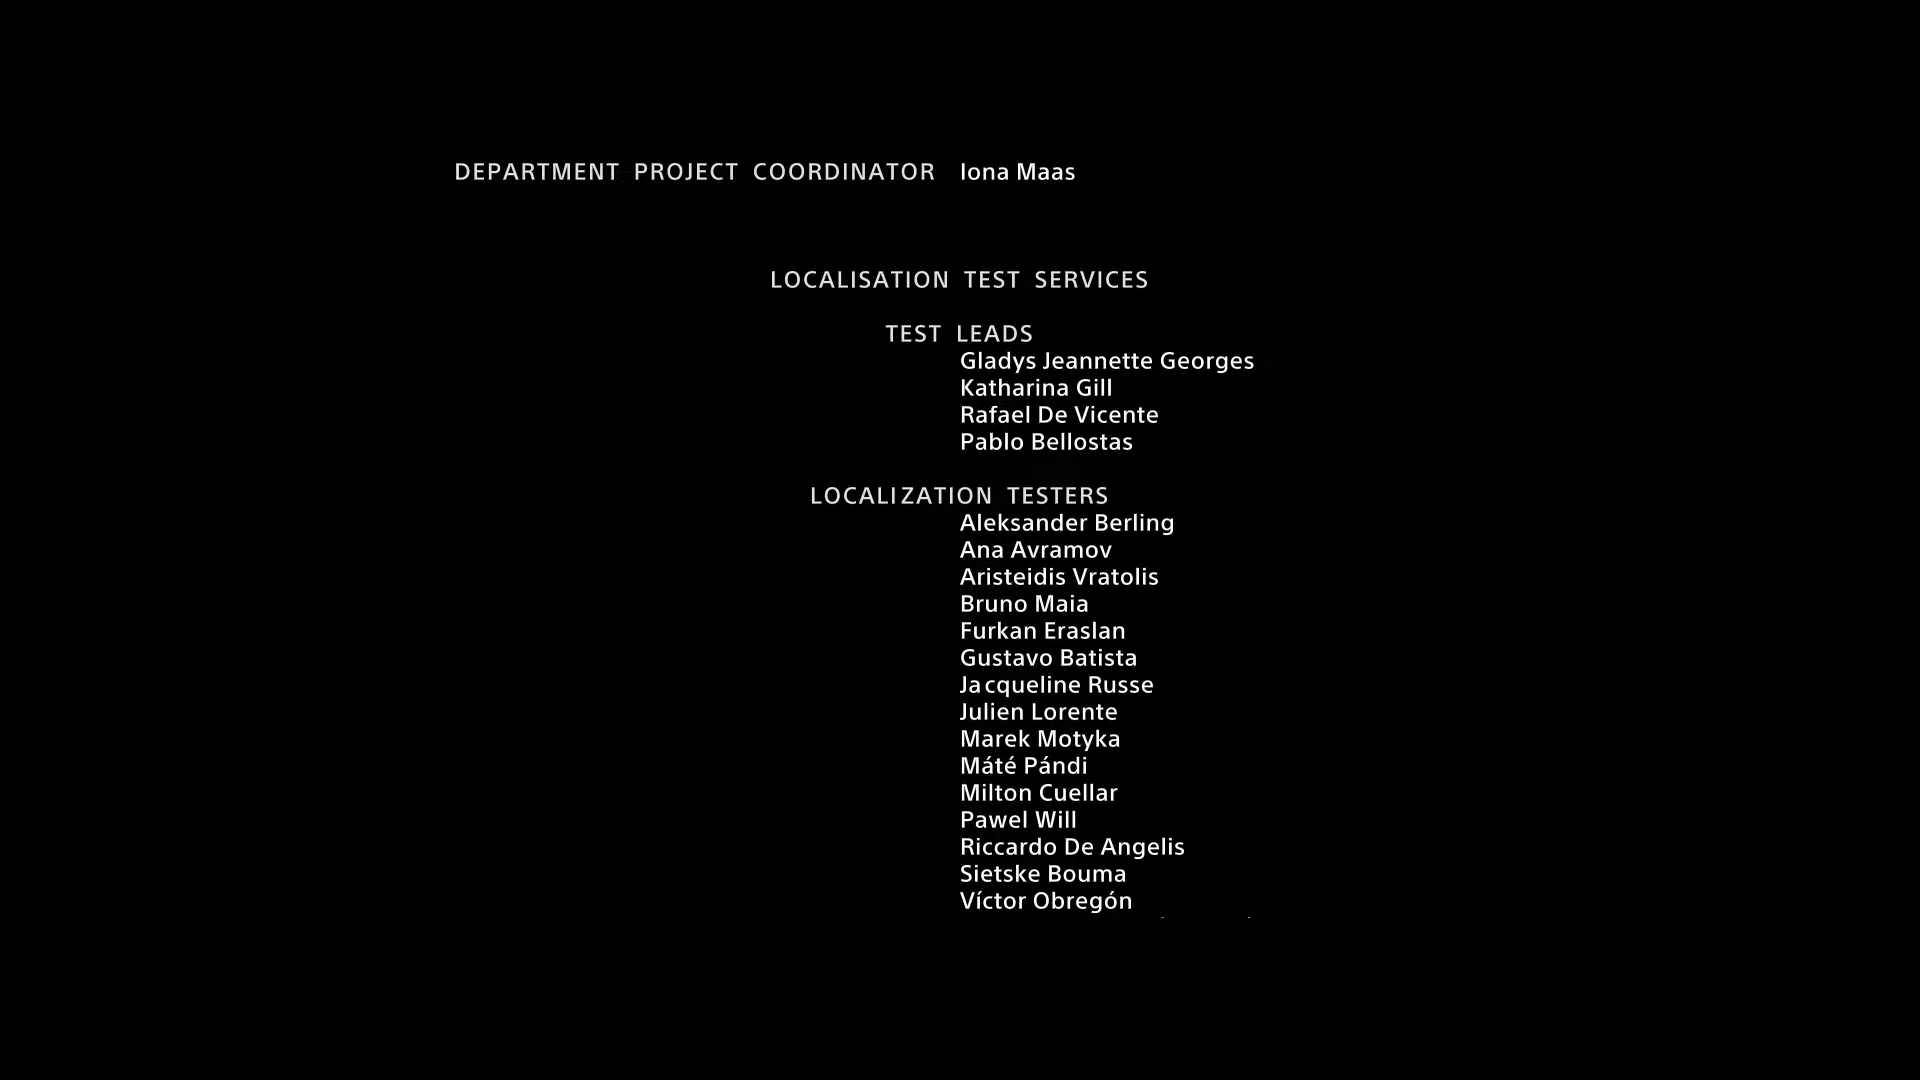 DEPARTMENT PROJECT COORDINATOR Iona Maas
LOCALISATION TEST SERVICES
TEST LEADS
Gladys Jeannette Georges
Katharina Gill
Rafael De Vicente
Pablo Bellostas
LOCALIZATION TESTERS
Aleksander Berling
Ana Avramov
Aristeidis Vratolis
Bruno Maia
Furkan Eraslan
Gustavo Batista
Jacqueline Russe
Julien Lorente
Marek Motyka
Máté Pándi
Milton Cuellar
Pawel Will
Riccardo De Angelis
Sietske Bouma
Víctor Obregón